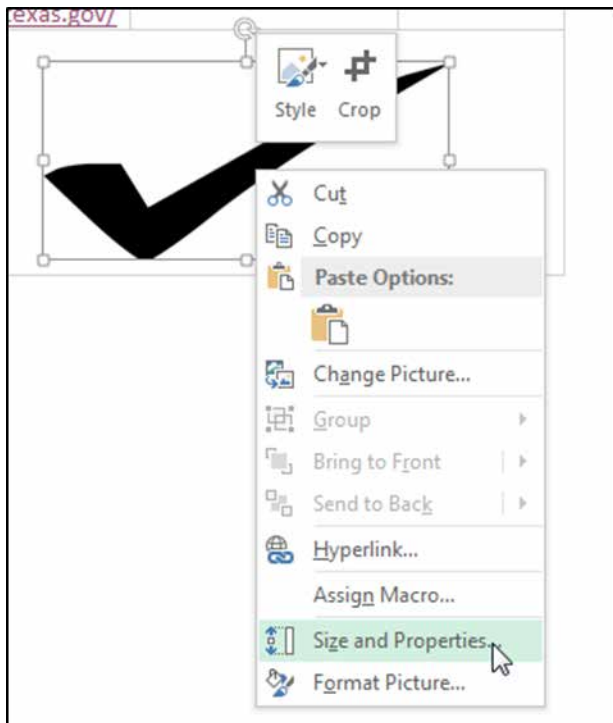 texas.gov/
Style Crop
Cut
Copy
Paste Options:
Change Picture...
Group
Bring to Front
Send to Back
Hyperlink...
Assign Macro...
Size and Properties...
Format Picture...